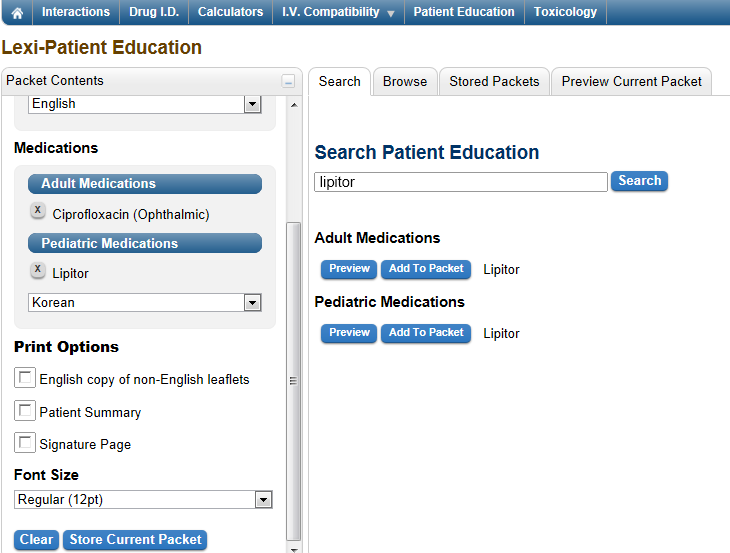 Interactions Drug I.D. Calculators I.V. Compatibility Patient Education Toxicology
Lexi-Patient Education
Packet Contents
English
Medications
Adult Medications
X Ciprofloxacin (Ophthalmic)
Pediatric Medications
X Lipitor
Korean
Print Options
English copy of non-English leaflets
Patient Summary
Signature Page
Font Size
Regular (12pt)
Clear Store Current Packet
Search Browse Stored Packets Preview Current Packet
Search Patient Education
lipitor Search
Adult Medications
Preview Add To Packet Lipitor
Pediatric Medications
Preview Add To Packet Lipitor